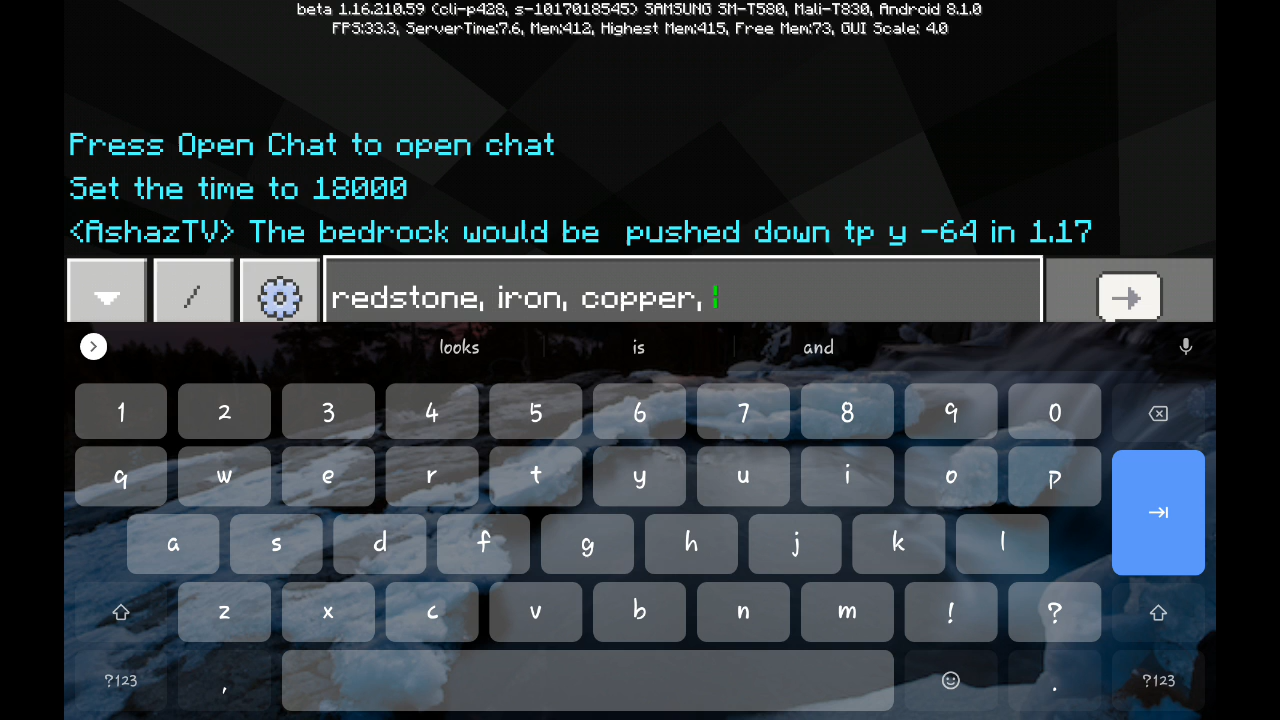 beta 1.16.210.59 (cli-p428, s-1017018545) SAMSUNG SM-T580, Mali-T830, Android 8.1.0
FPS:33.3, ServerTime:7.6, Mem:412, Highest Mem:415, Free Mem:73, GUI Scale: 4.0
Press Open Chat to open chat
Set the time to 18000
<AshazTV> The bedrock would be  pushed down tp y -64 in 1.17
/ redstone, iron, copper,
looks is and
1 2 3 4 5 6 7 8 9 0
q w e r t y u i o p
a s d f g h j k l
z x c v b n m ! ?
?123 , . ?123